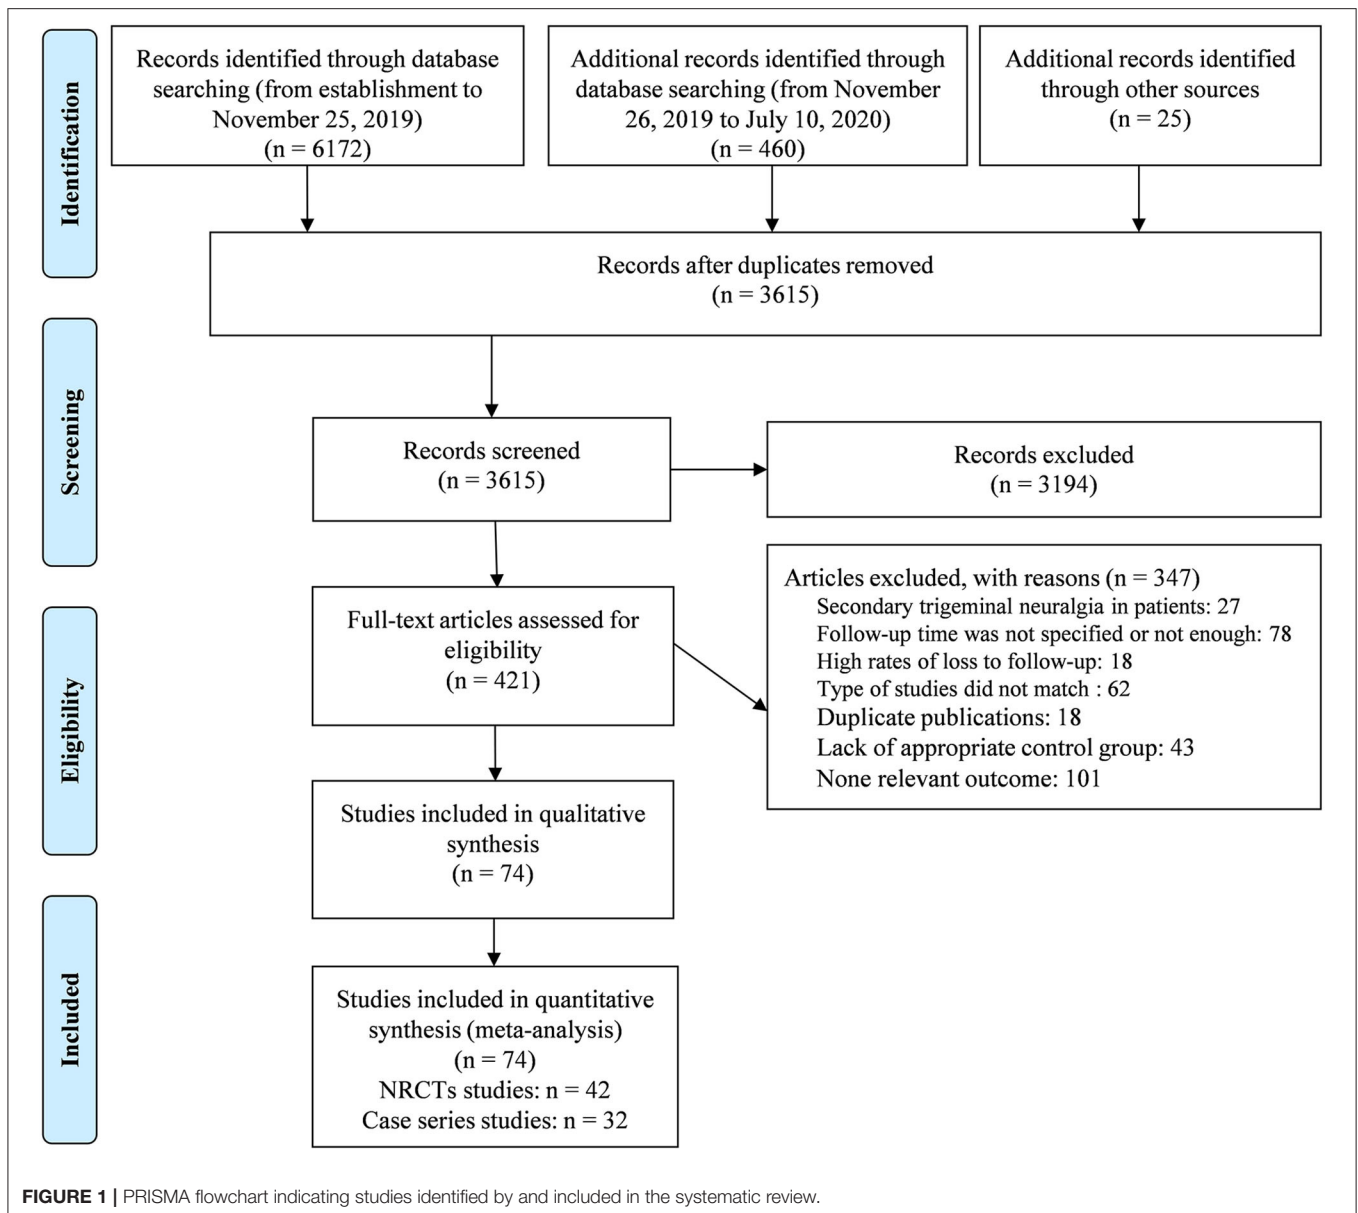 Identification
Records identified through database
searching (from establishment to
November 25, 2019)
(n = 6172)
Additional records identified through
database searching (from November
26, 2019 to July 10, 2020)
(n = 460)
Additional records identified
through other sources
(n = 25)
Records after duplicates removed
(n = 3615)
Screening
Records screened
(n = 3615)
Records excluded
(n = 3194)
Eligibility
Full-text articles assessed for
eligibility
(n = 421)
Articles excluded, with reasons (n = 347)
Secondary trigeminal neuralgia in patients: 27
Follow-up time was not specified or not enough: 78
High rates of loss to follow-up: 18
Type of studies did not match : 62
Duplicate publications: 18
Lack of appropriate control group: 43
None relevant outcome: 101
Studies included in qualitative
synthesis
(n = 74)
Included
Studies included in quantitative
synthesis (meta-analysis)
(n = 74)
NRCTs studies: n = 42
Case series studies: n = 32
FIGURE 1 | PRISMA flowchart indicating studies identified by and included in the systematic review.